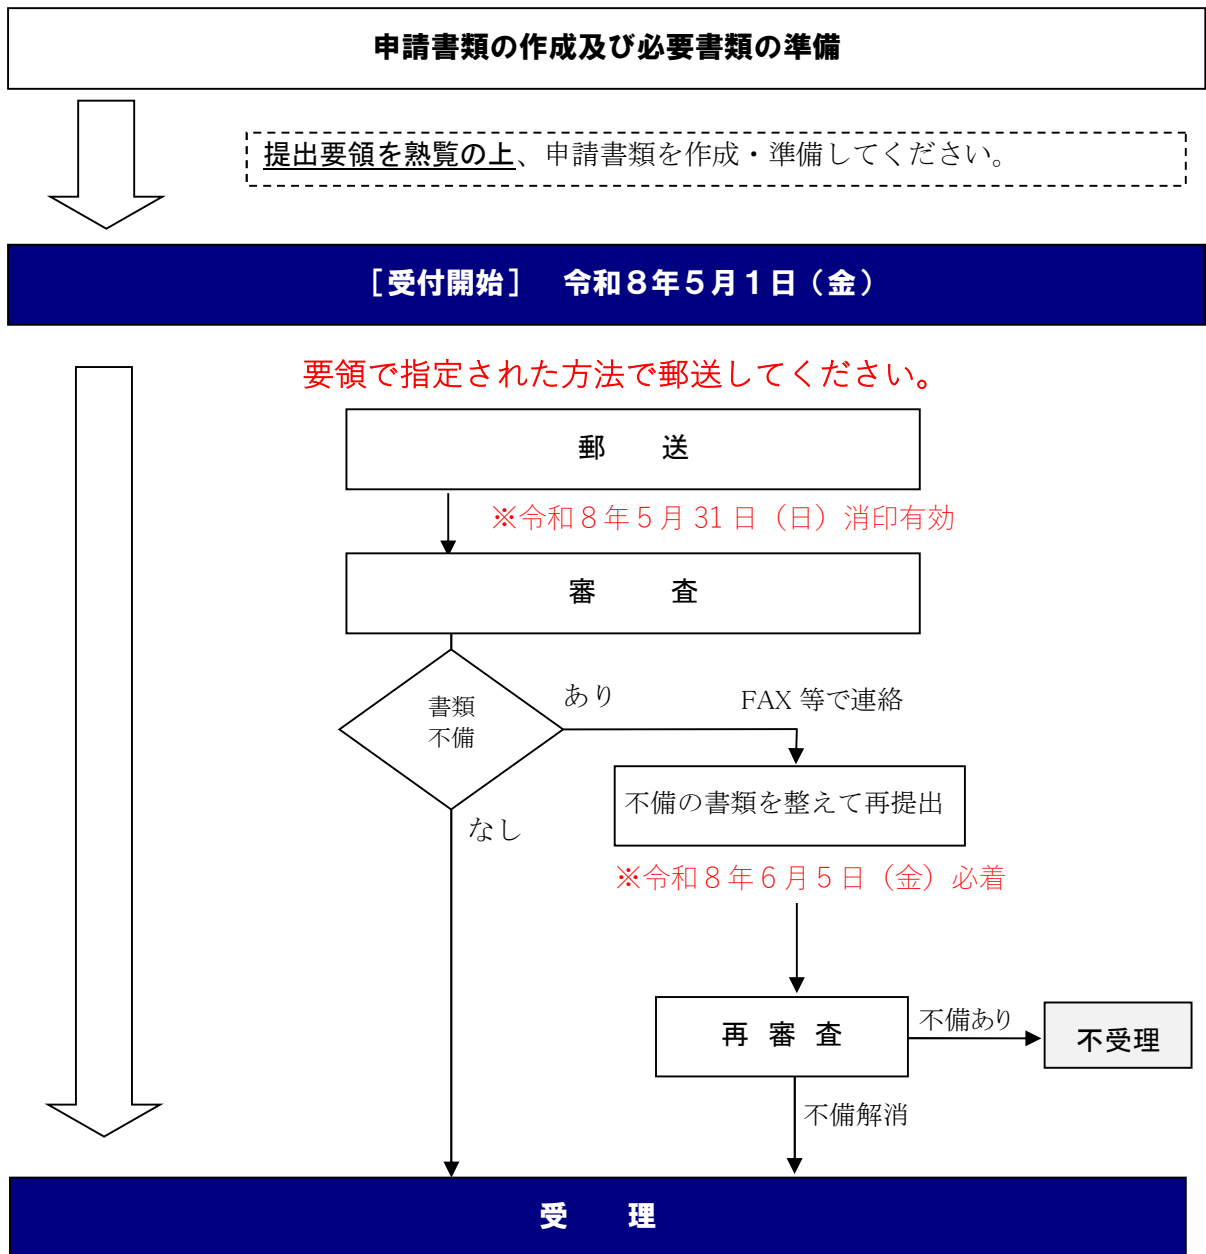 申請書類の作成及び必要書類の準備
提出要領を熟覧の上、申請書類を作成・準備してください。
［受付開始］　令和８年５月１日（金）
要領で指定された方法で郵送してください。
郵　　送
※令和８年５月 31 日（日）消印有効
審　　　査
書類
不備
あり
FAX 等で連絡
不備の書類を整えて再提出
なし
※令和８年６月５日（金）必着
再　審　査
不備あり
不受理
不備解消
受　　理